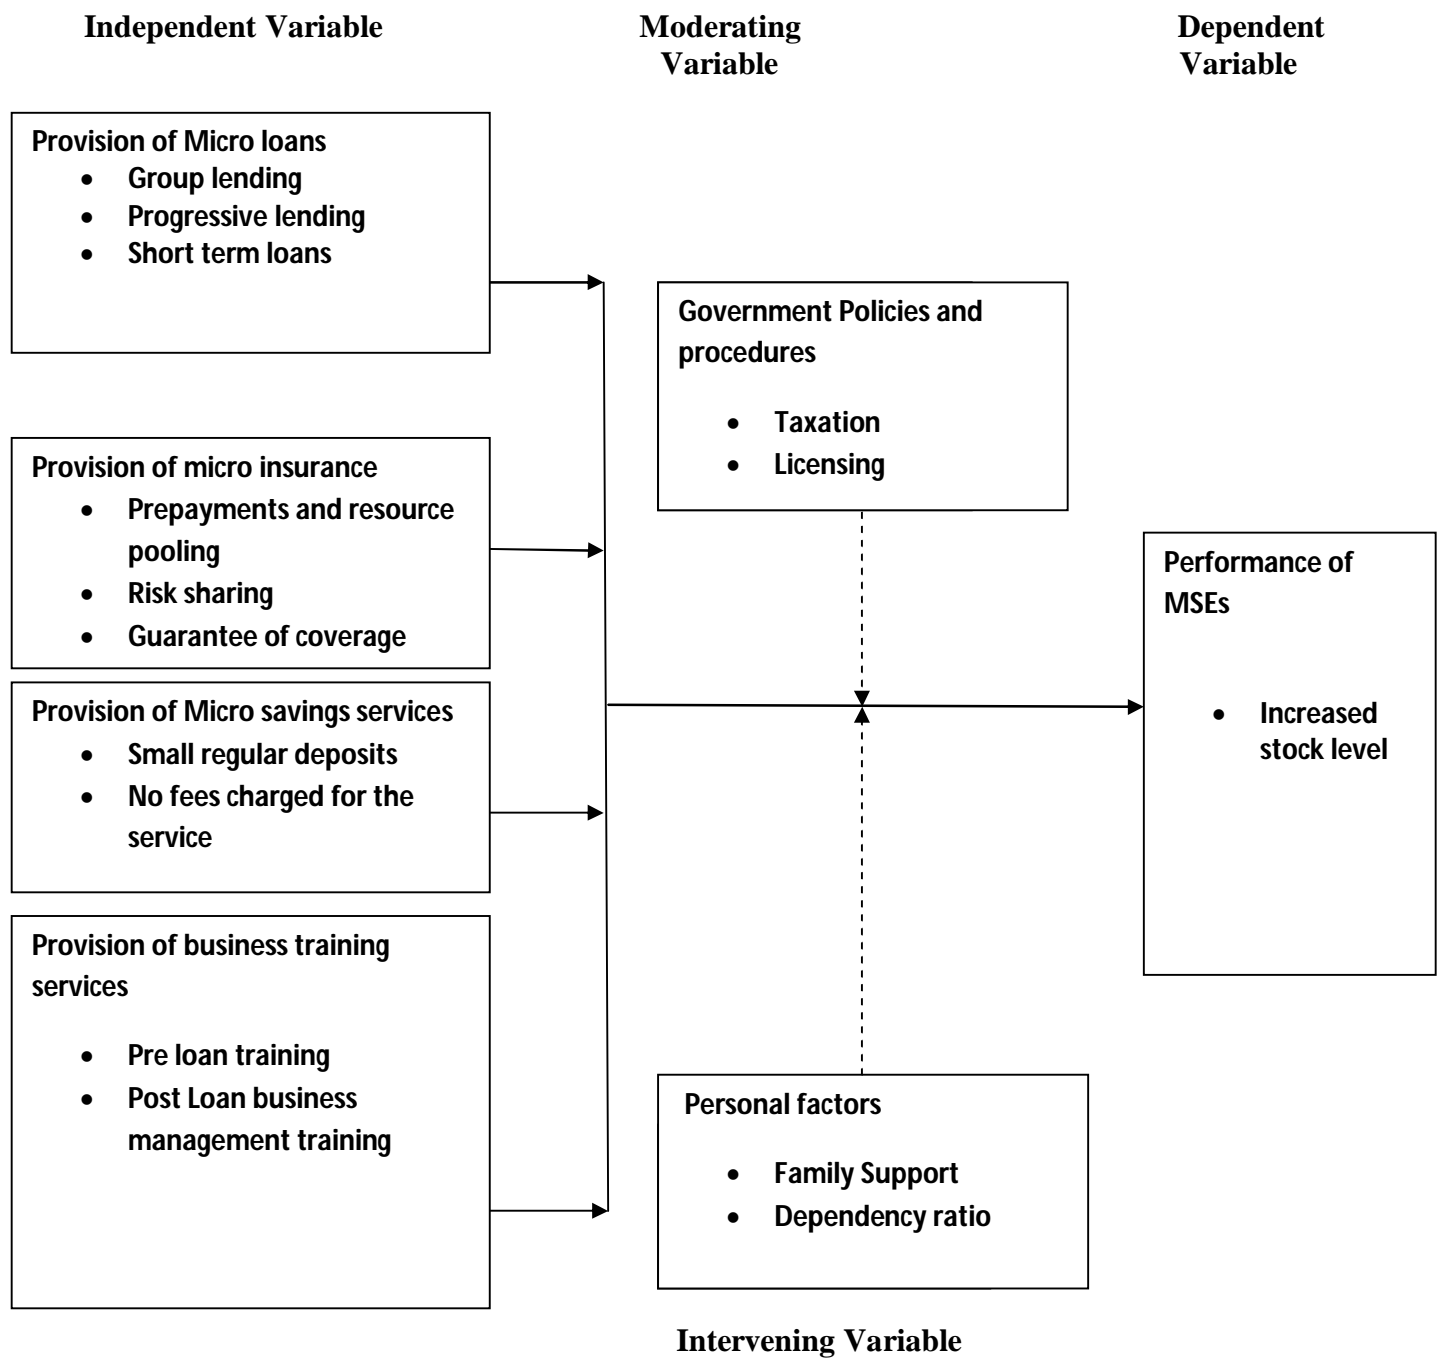 Independent Variable
Moderating
Variable
Dependent
Variable
Provision of Micro loans
• Group lending
• Progressive lending
• Short term loans
Provision of micro insurance
• Prepayments and resource
pooling
• Risk sharing
• Guarantee of coverage
Provision of Micro savings services
• Small regular deposits
• No fees charged for the
service
Provision of business training
services
• Pre loan training
• Post Loan business
management training
Government Policies and
procedures
• Taxation
• Licensing
Personal factors
• Family Support
• Dependency ratio
Intervening Variable
Performance of
MSEs
• Increased
stock level